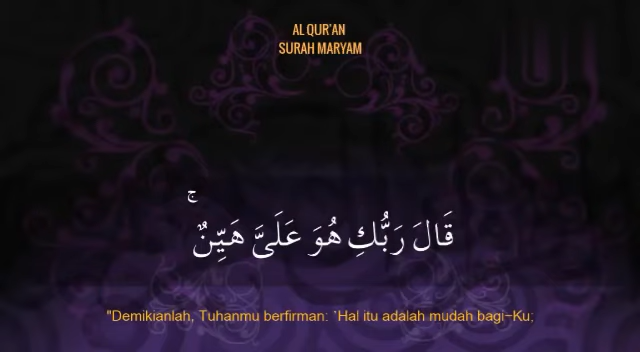 AL QUR'AN
SURAH MARYAM
قَالَ رَبُّكِ هُوَ عَلَىَّ هَيِّنٌ ۚ
"Demikianlah, Tuhanmu berfirman: `Hal itu adalah mudah bagi-Ku;